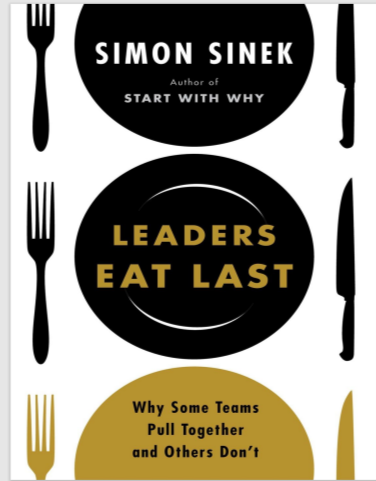 SIMON SINEK
Author of
START WITH WHY
LEADERS
EAT LAST
Why Some Teams
Pull Together
and Others Don't